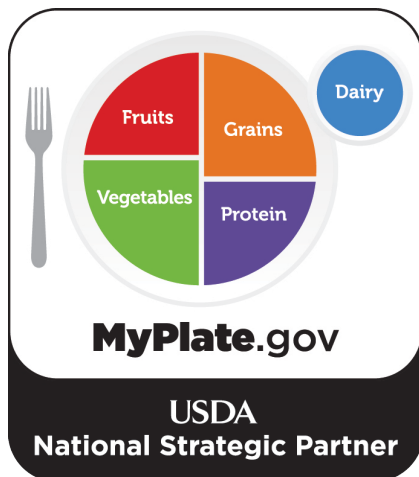 Fruits
Grains
Dairy
Vegetables
Protein
MyPlate.gov
USDA
National Strategic Partner